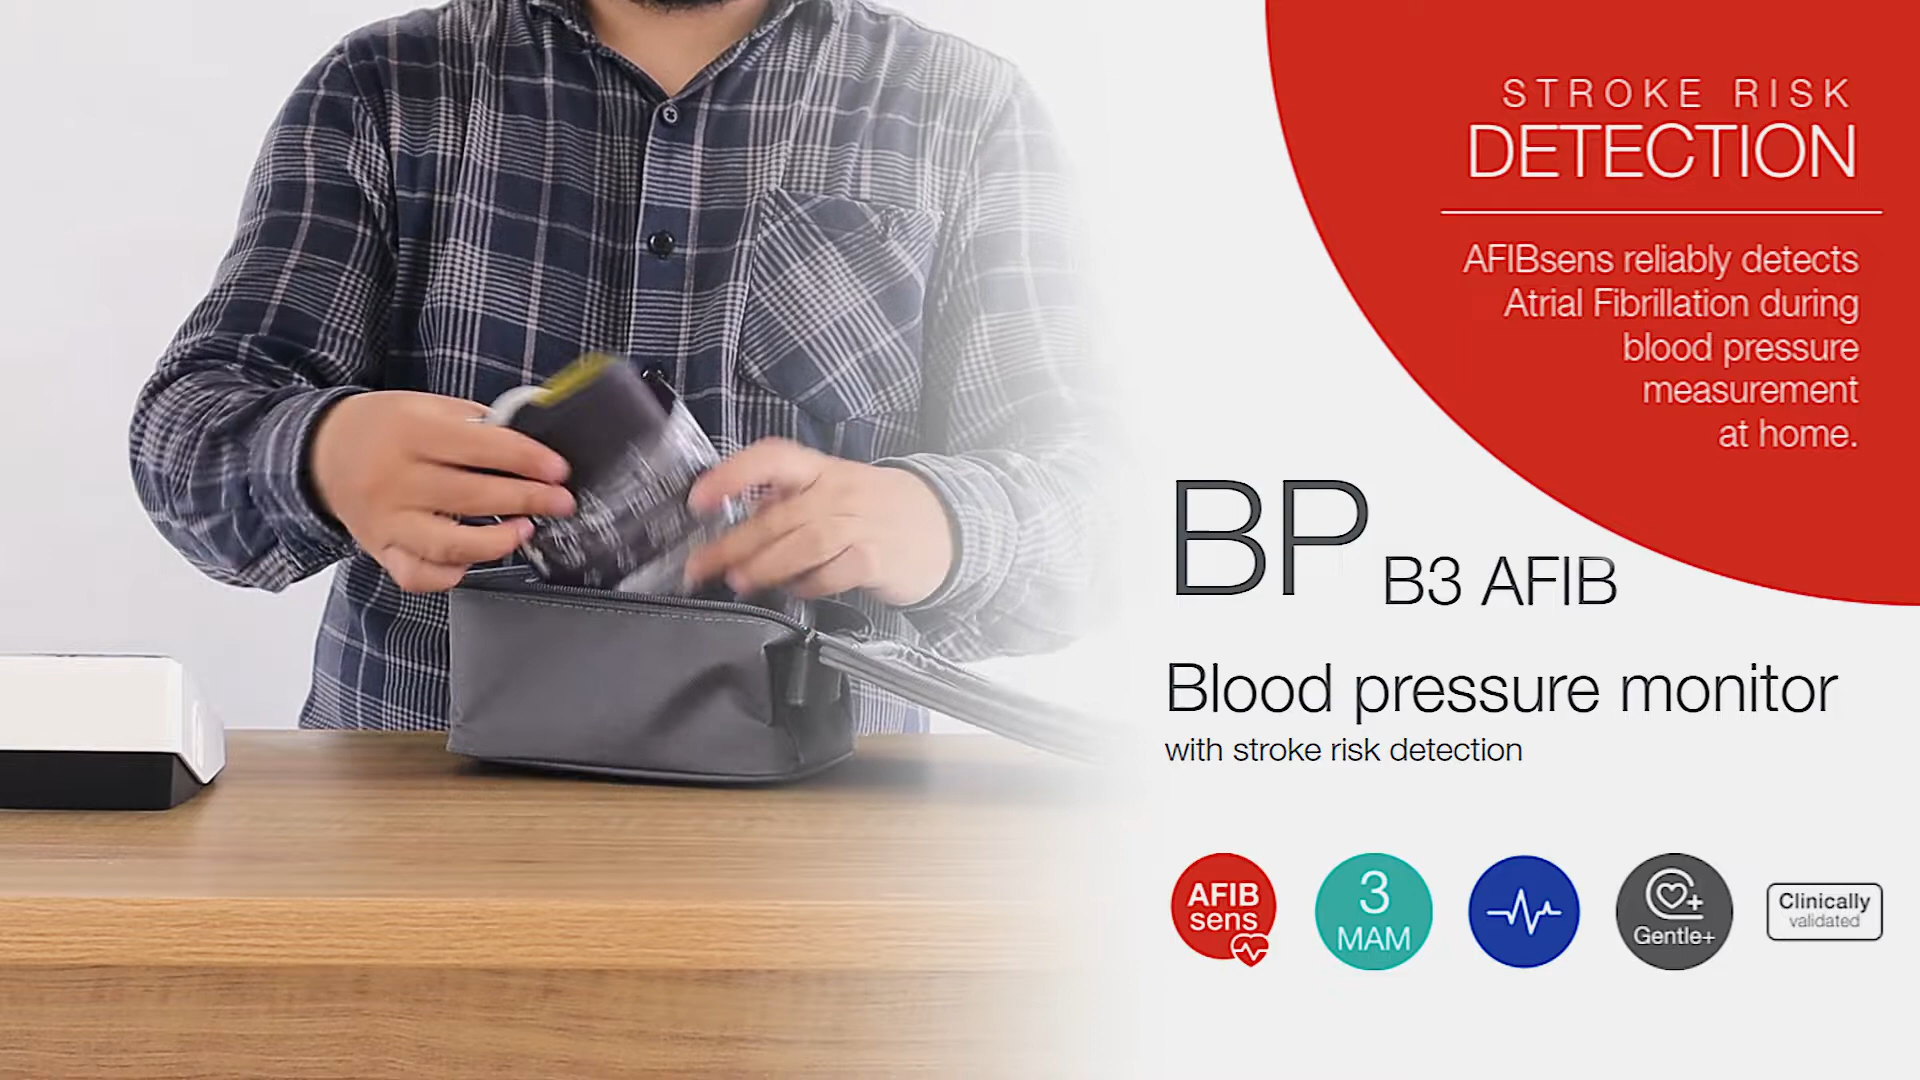 STROKE RISK
DETECTION
AFIBsens reliably detects
Atrial Fibrillation during
blood pressure
measurement
at home.
BP B3 AFIB
Blood pressure monitor
with stroke risk detection
AFIB
sens
3
MAM
Gentle+
Clinically
validated